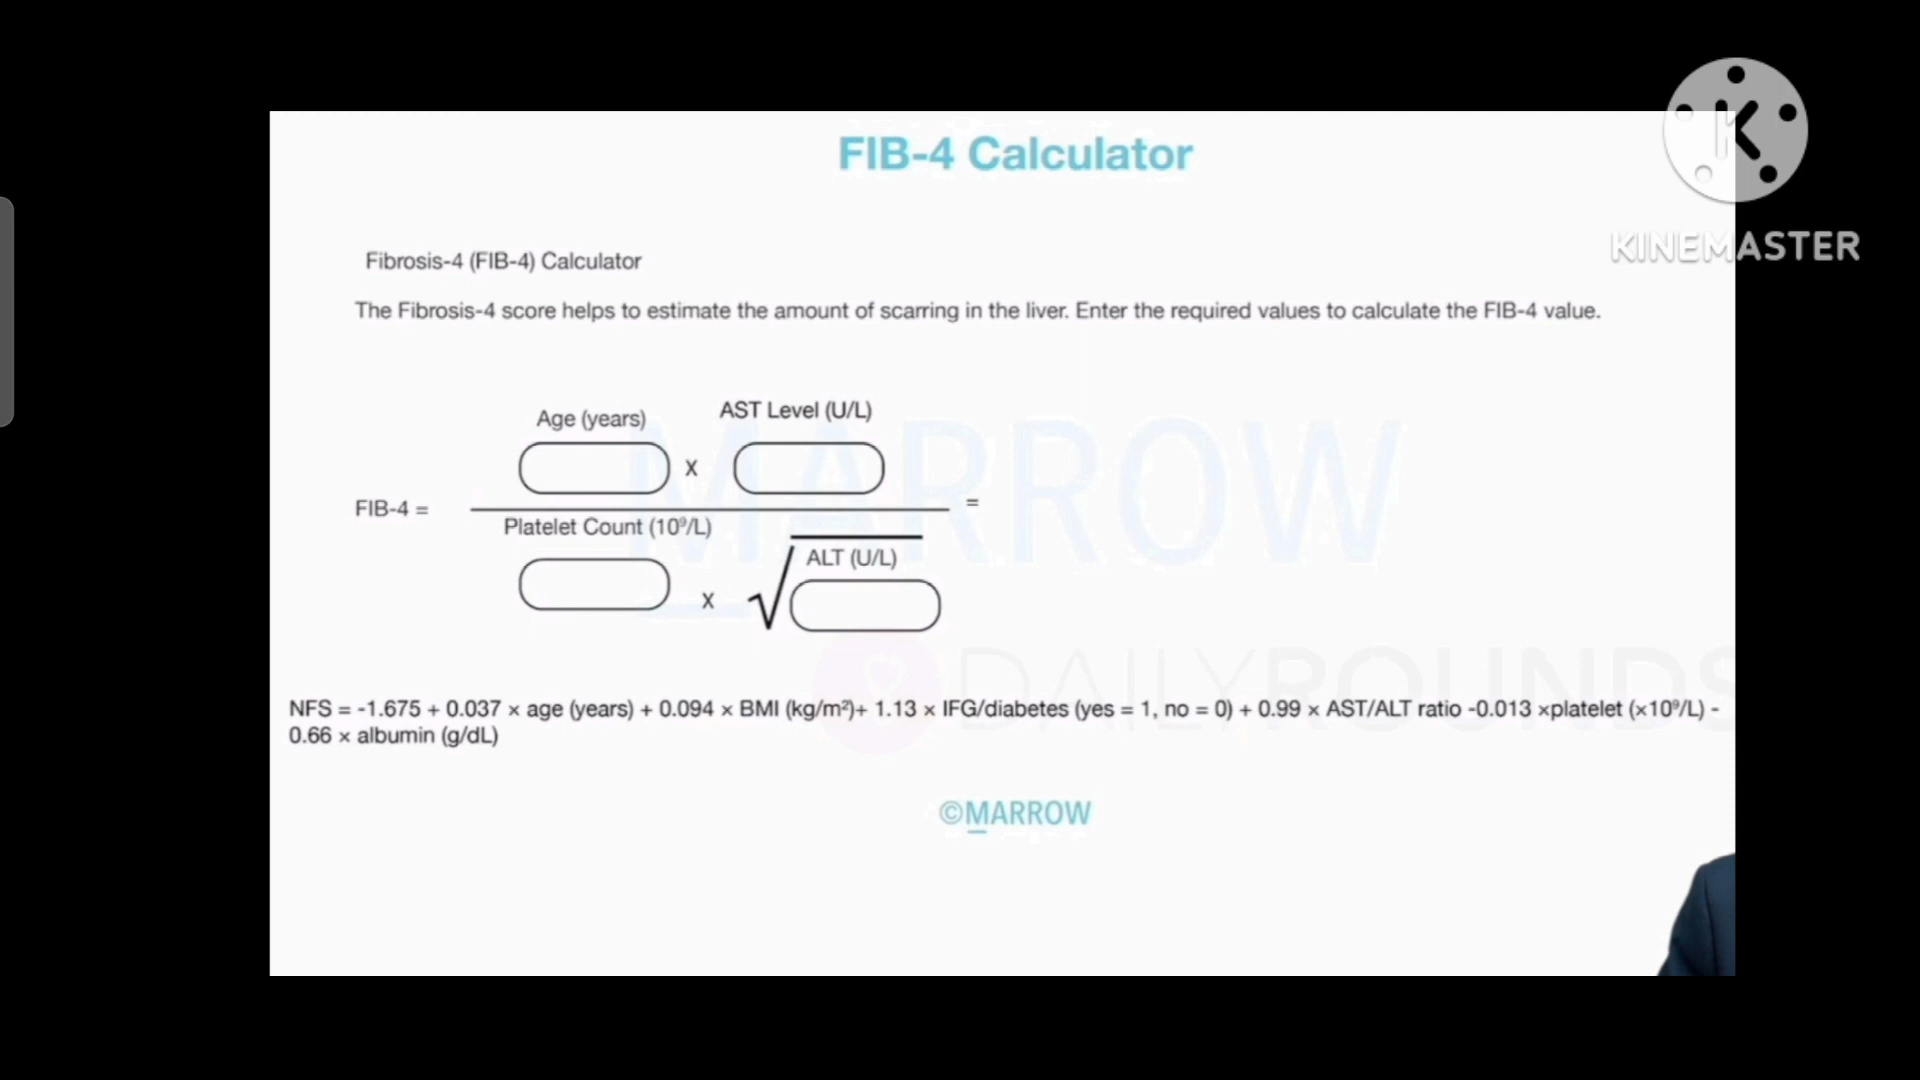 FIB-4 Calculator
KINEMASTER
Fibrosis-4 (FIB-4) Calculator
The Fibrosis-4 score helps to estimate the amount of scarring in the liver. Enter the required values to calculate the FIB-4 value.
Age (years)
AST Level (U/L)
x
FIB-4 =
=
Platelet Count (10⁹/L)
x
√
ALT (U/L)
MARROW
DAILYROUNDS
NFS = -1.675 + 0.037 × age (years) + 0.094 × BMI (kg/m²)+ 1.13 × IFG/diabetes (yes = 1, no = 0) + 0.99 × AST/ALT ratio -0.013 ×platelet (×10⁹/L) -
0.66 × albumin (g/dL)
©MARROW